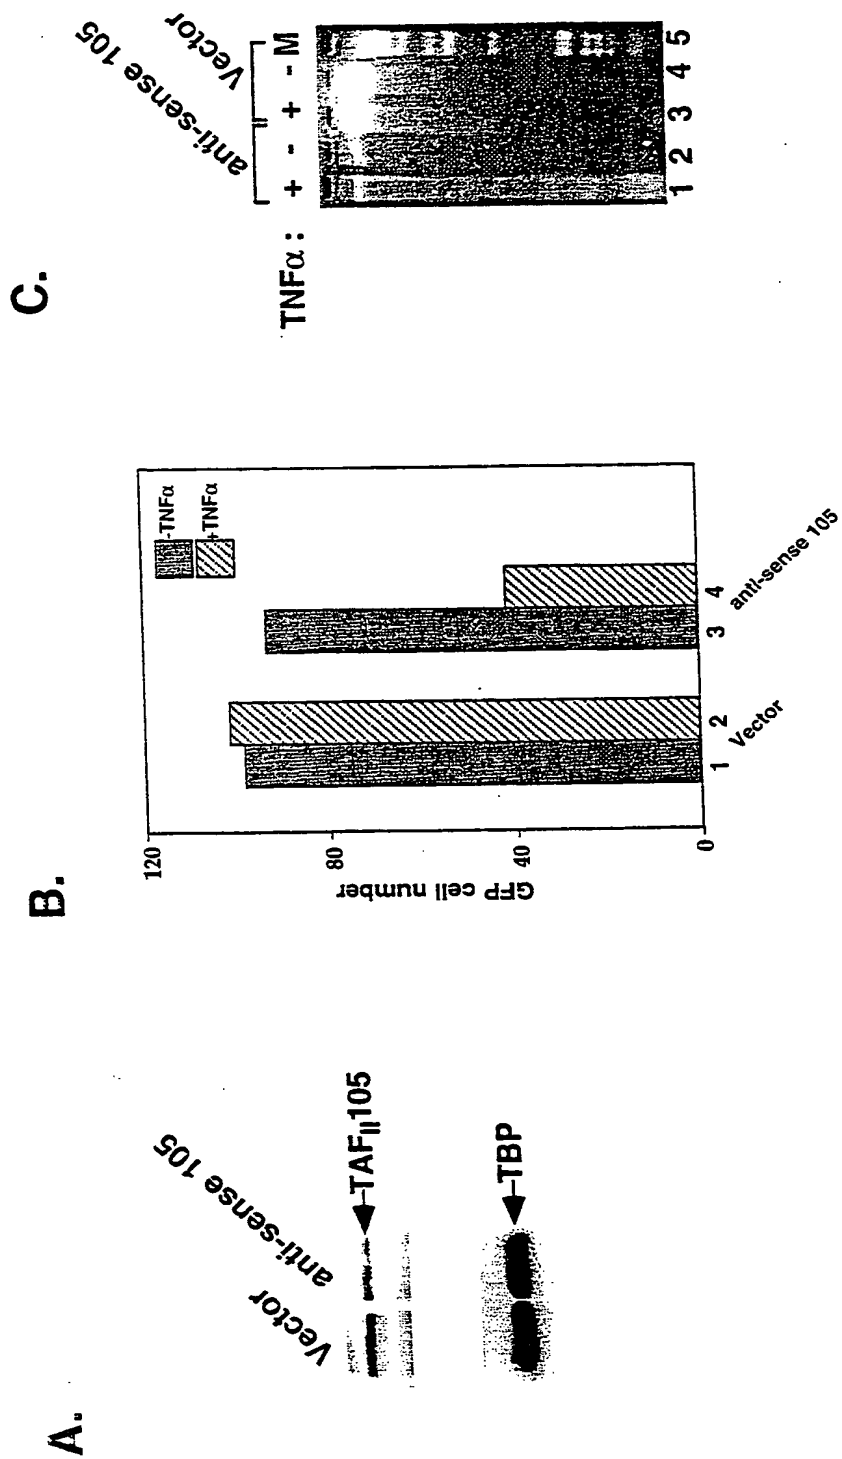 A.
Vector
anti-sense 105
TAFII105
TBP
B.
GFP cell number
120
80
40
0
-TNFα
+TNFα
1 2 3 4
Vector
anti-sense 105
C.
anti-sense 105
Vector
TNFα : + - + - M
1 2 3 4 5